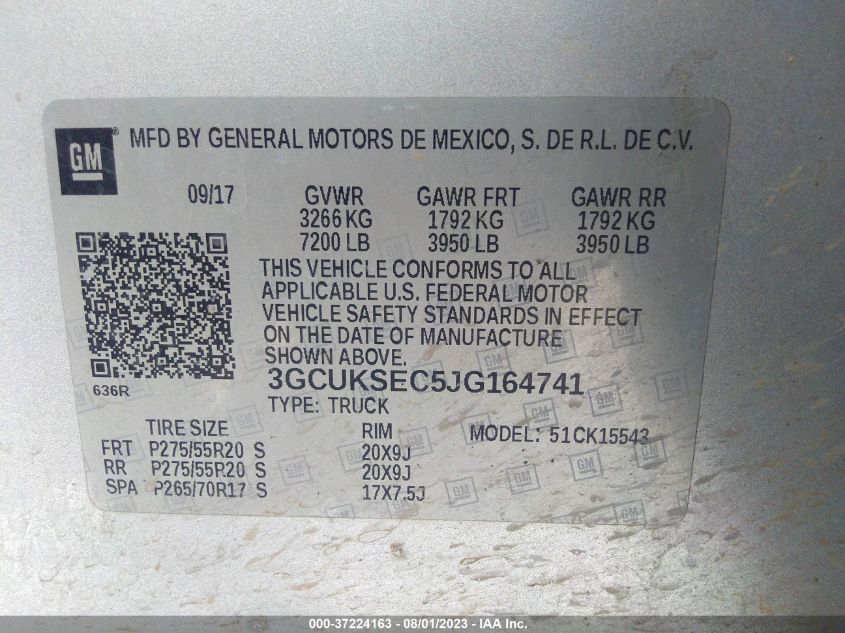 GM ® MFD BY GENERAL MOTORS DE MEXICO, S. DE R.L. DE C.V.
09/17 GVWR GAWR FRT GAWR RR
3266 KG 1792 KG 1792 KG
7200 LB 3950 LB 3950 LB
THIS VEHICLE CONFORMS TO ALL
APPLICABLE U.S. FEDERAL MOTOR
VEHICLE SAFETY STANDARDS IN EFFECT
ON THE DATE OF MANUFACTURE
SHOWN ABOVE.
636R 3GCUKSEC5JG164741
TYPE: TRUCK
TIRE SIZE RIM MODEL: 51CK15543
FRT P275/55R20 S 20X9J
RR P275/55R20 S 20X9J
SPA P265/70R17 S 17X7.5J
000-37224163 - 08/01/2023 - IAA Inc.